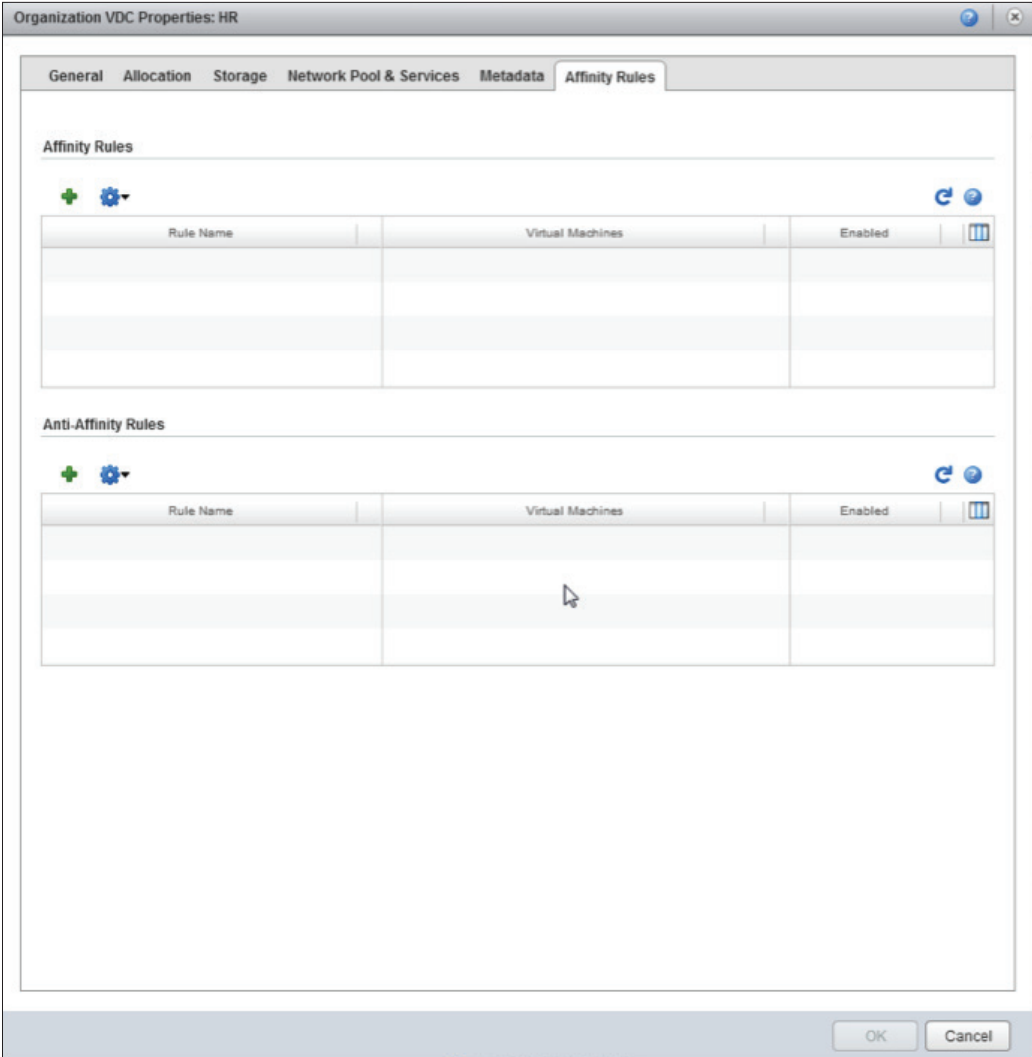 Organization VDC Properties: HR
General Allocation Storage Network Pool & Services Metadata Affinity Rules
Affinity Rules
Rule Name Virtual Machines Enabled
Anti-Affinity Rules
Rule Name Virtual Machines Enabled
OK Cancel